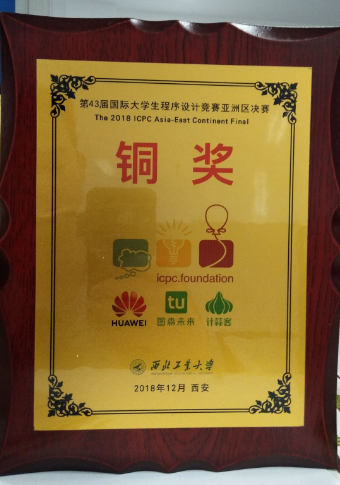 第43届国际大学生程序设计竞赛亚洲区决赛
The 2018 ICPC Asia-East Continent Final
铜奖
icpc.foundation
tu
HUAWEI 图森未来 计蒜客
西北工业大学
2018年12月 西安